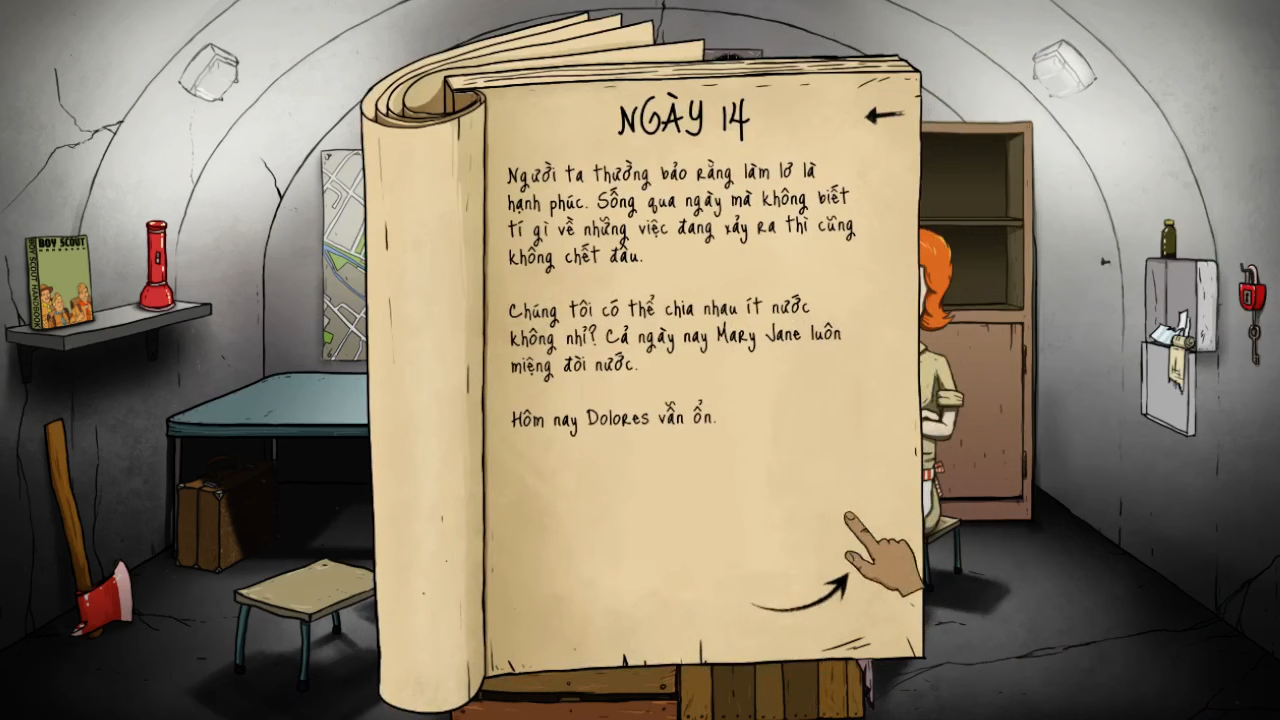 NGÀY 14
Người ta thường bảo rằng làm lơ là
hạnh phúc. Sống qua ngày mà không biết
tí gì về những việc đang xảy ra thì cũng
không chết đâu.
Chúng tôi có thể chia nhau ít nước
không nhỉ? Cả ngày nay Mary Jane luôn
miệng đòi nước.
Hôm nay Dolores vẫn ổn.
BOY SCOUT
BOY SCOUT HANDBOOK